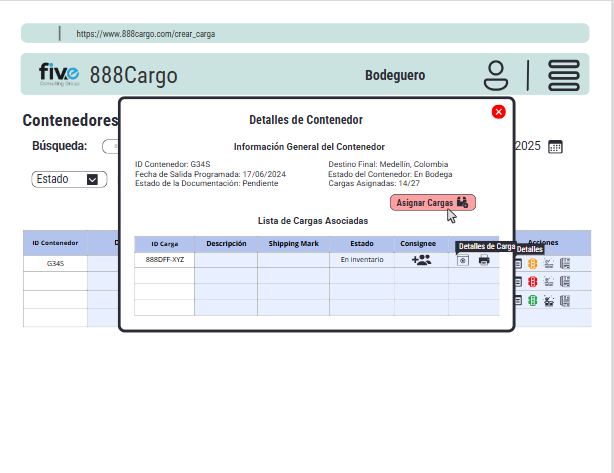 https://www.888cargo.com/crear_carga
five
Consulting Group
888Cargo
Bodeguero
Contenedores
Búsqueda:
2025
Estado
Detalles de Contenedor
Información General del Contenedor
ID Contenedor: G34S
Destino Final: Medellín, Colombia
Fecha de Salida Programada: 17/06/2024
Estado del Contenedor: En Bodega
Estado de la Documentación: Pendiente
Cargas Asignadas: 14/27
Asignar Cargas
Lista de Cargas Asociadas
ID Contenedor
D
Acciones
ID Carga
Descripción
Shipping Mark
Estado
Consignee
Detalles de Carga
Detalles
G34S
888DFF-XYZ
En inventario